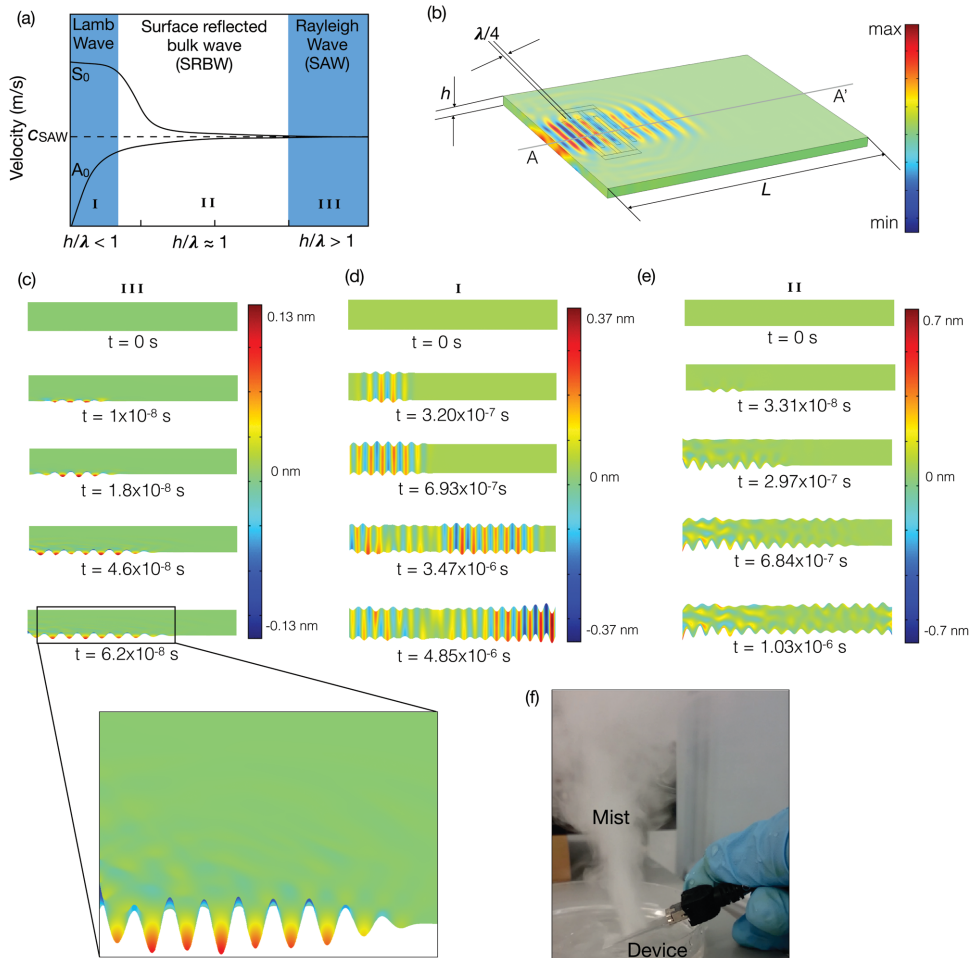 (a)
Lamb
Wave
Surface reflected
bulk wave
(SRBW)
Rayleigh
Wave
(SAW)
Velocity (m/s)
S₀
CSAW
A₀
I
II
III
h/λ < 1
h/λ ≈ 1
h/λ > 1
(b)
λ/4
h
A
A'
L
max
min
(c)
III
t = 0 s
t = 1x10⁻⁸ s
t = 1.8x10⁻⁸ s
t = 4.6x10⁻⁸ s
t = 6.2x10⁻⁸ s
0.13 nm
0 nm
-0.13 nm
(d)
I
t = 0 s
t = 3.20x10⁻⁷ s
t = 6.93x10⁻⁷s
t = 3.47x10⁻⁶ s
t = 4.85x10⁻⁶ s
0.37 nm
0 nm
-0.37 nm
(e)
II
t = 0 s
t = 3.31x10⁻⁸ s
t = 2.97x10⁻⁷ s
t = 6.84x10⁻⁷ s
t = 1.03x10⁻⁶ s
0.7 nm
0 nm
-0.7 nm
(f)
Mist
Device